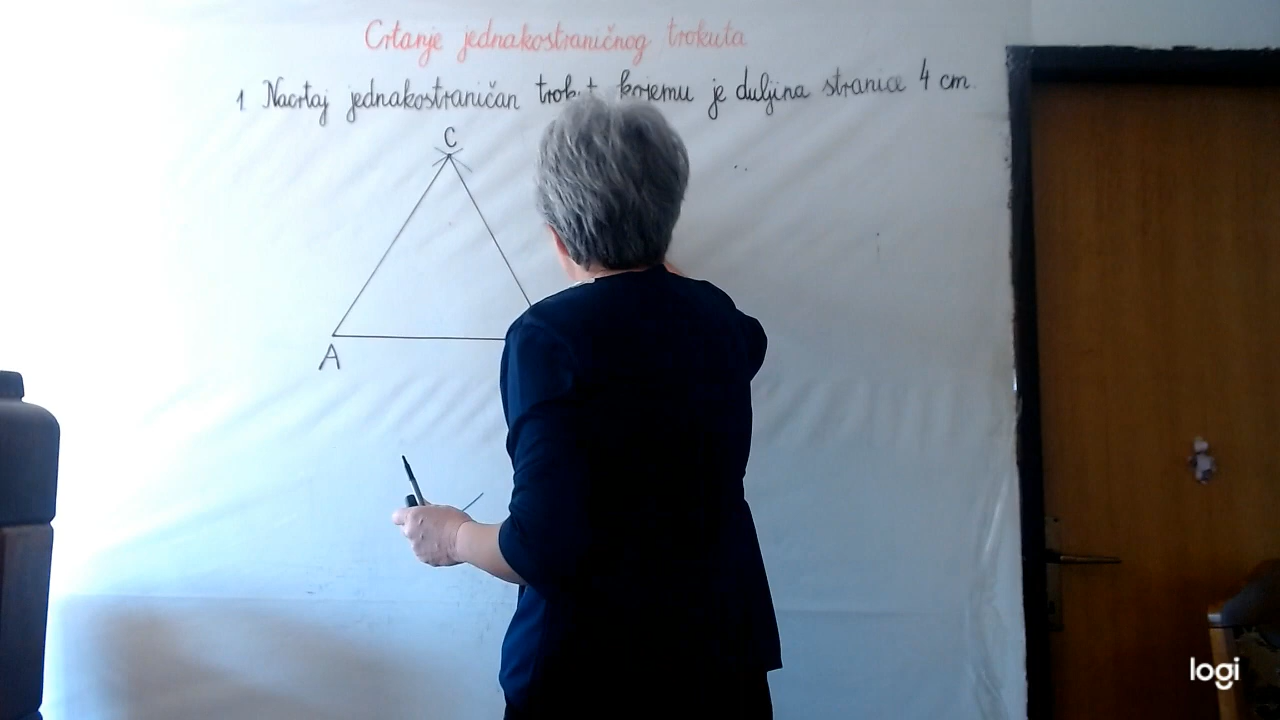 Crtanje jednakostraničnog trokuta
1 Nacrtaj jednakostraničan trokut kojemu je duljina stranice 4 cm.
C
A
logi